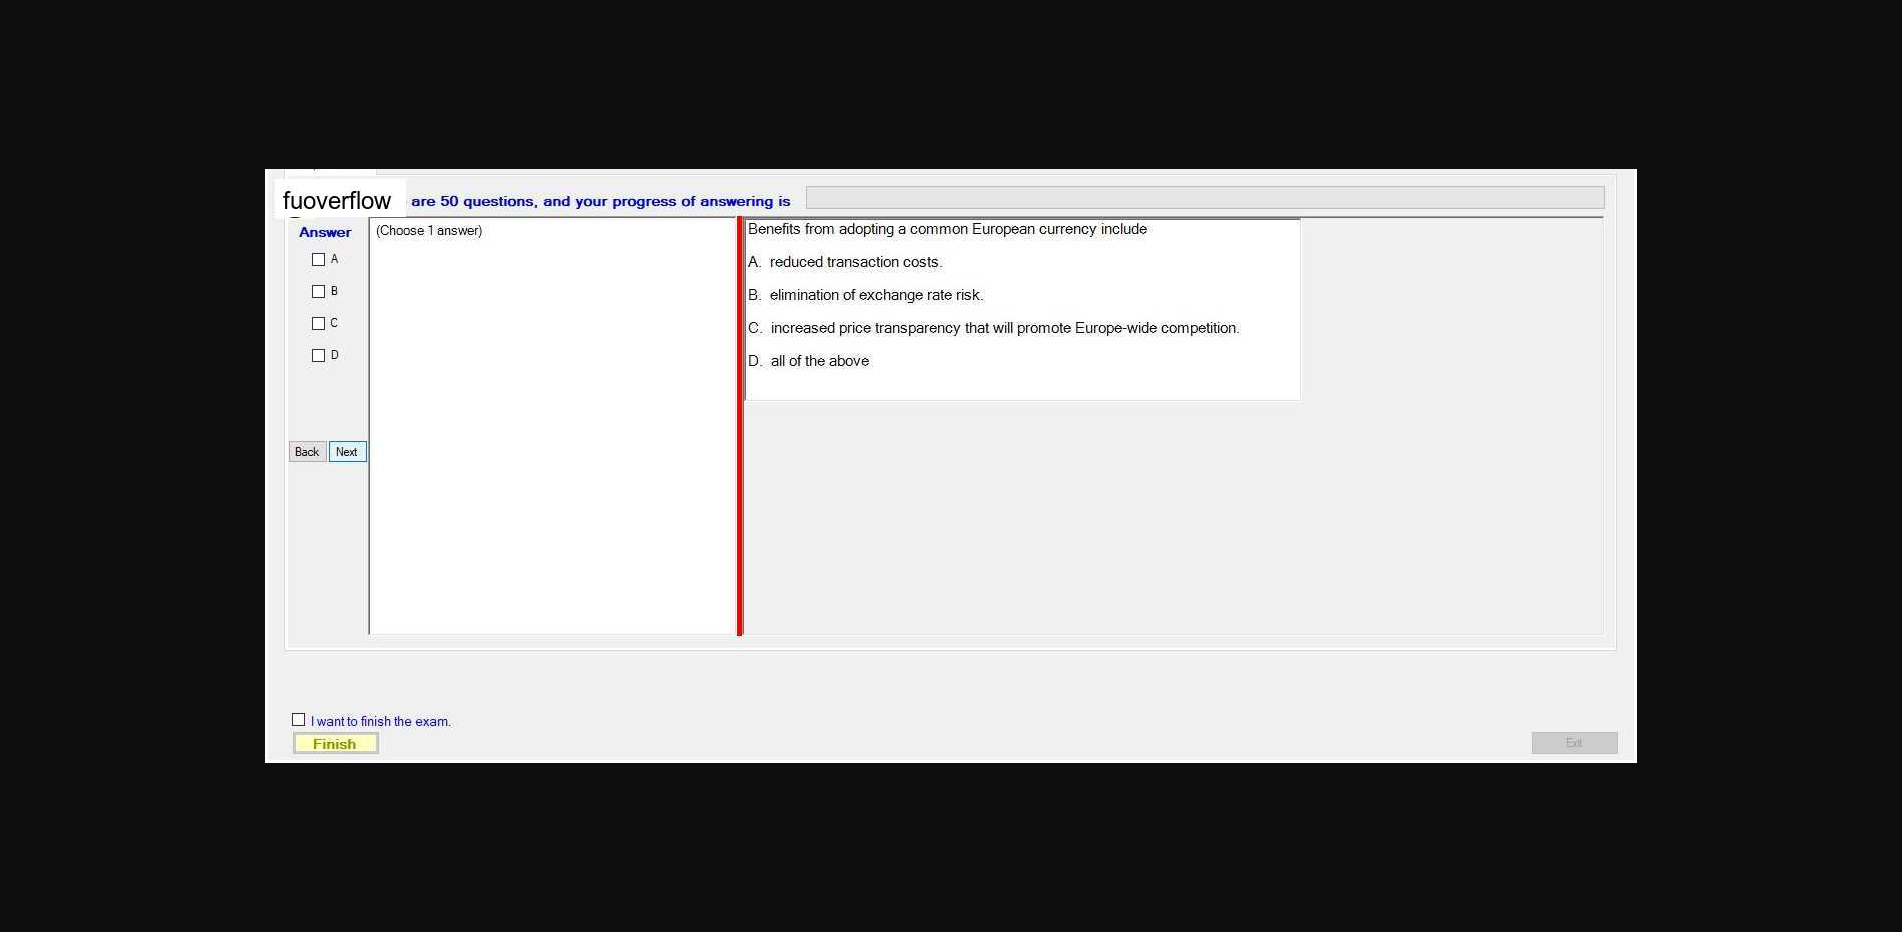 fuoverflow are 50 questions, and your progress of answering is
Answer
(Choose 1 answer)
A
B
C
D
Back Next
Benefits from adopting a common European currency include
A. reduced transaction costs.
B. elimination of exchange rate risk.
C. increased price transparency that will promote Europe-wide competition.
D. all of the above
I want to finish the exam.
Finish
Exit